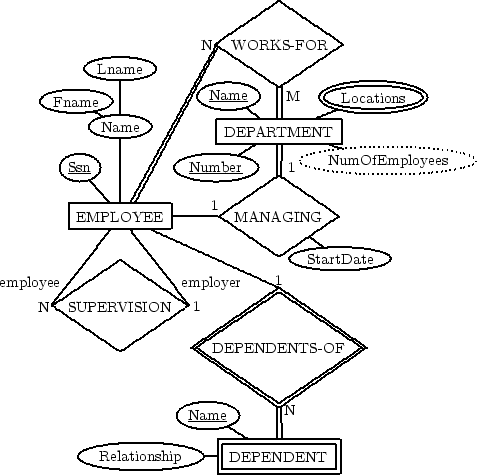 N
WORKS-FOR
Lname
M
Fname
Name
Locations
Name
DEPARTMENT
NumOfEmployees
Ssn
Number
1
1
EMPLOYEE
MANAGING
StartDate
employee
employer
1
N
SUPERVISION
1
DEPENDENTS-OF
N
Name
Relationship
DEPENDENT